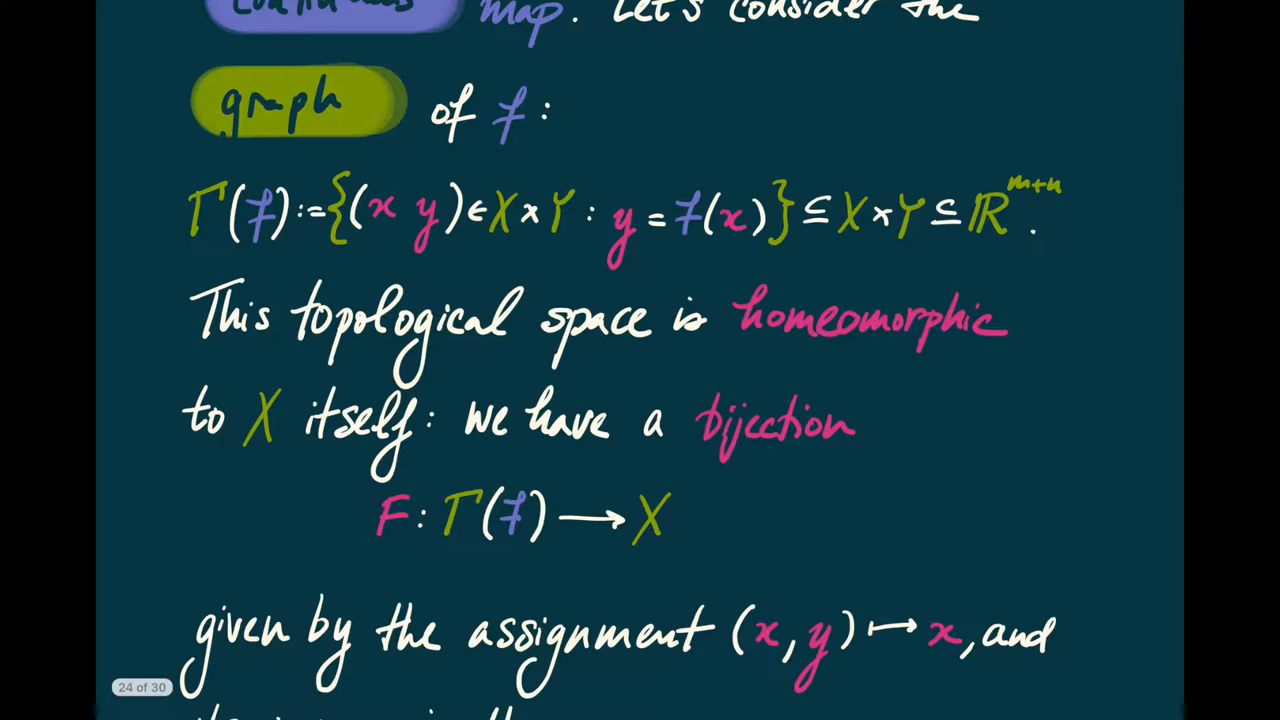 continuous map. Let's consider the
graph of f:
Γ(f):={(x y)∈X×Y: y=f(x)}⊆X×Y⊆ℝ^{m+n}.
This topological space is homeomorphic
to X itself: we have a bijection
F: Γ(f)⟶X
given by the assignment (x,y)↦x, and
24 of 30